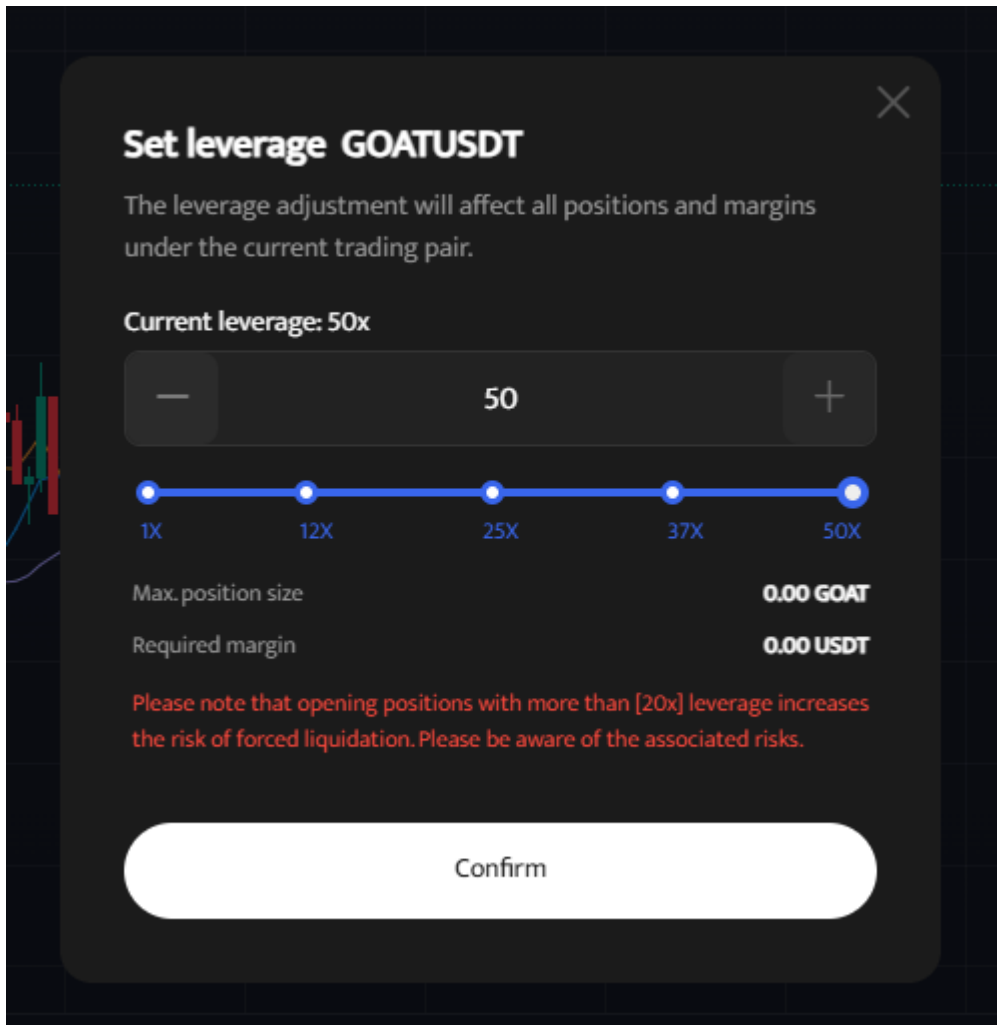 Set leverage GOATUSDT
The leverage adjustment will affect all positions and margins
under the current trading pair.
Current leverage: 50x
50
1X 12X 25X 37X 50X
Max. position size 0.00 GOAT
Required margin 0.00 USDT
Please note that opening positions with more than [20x] leverage increases
the risk of forced liquidation. Please be aware of the associated risks.
Confirm